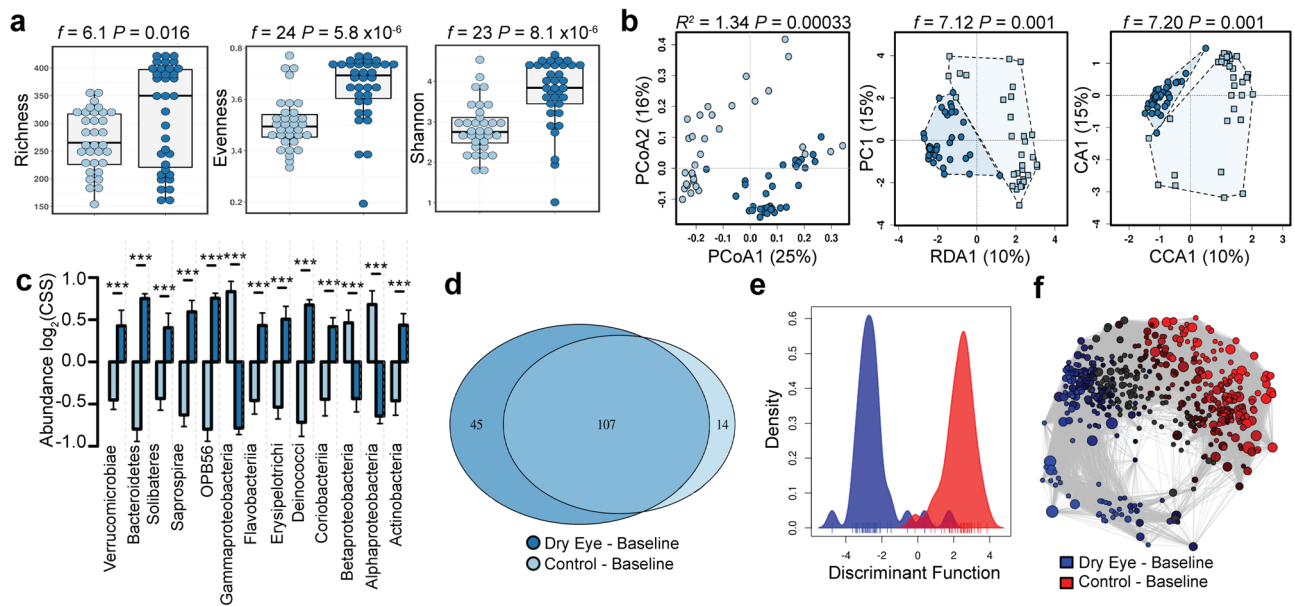 a
f = 6.1 P = 0.016
f = 24 P = 5.8 x10-6
f = 23 P = 8.1 x10-6
Richness
400
350
300
250
200
150
Evenness
0.8
0.6
0.4
0.2
Shannon
4
3
2
1
b
R² = 1.34 P = 0.00033
f = 7.12 P = 0.001
f = 7.20 P = 0.001
PCoA2 (16%)
0.4
0.3
0.2
0.1
0.0
-0.1
-0.2 -0.1 0.0 0.1 0.2 0.3
PCoA1 (25%)
PC1 (15%)
4
2
0
-2
-4
-4 -2 0 2 4
RDA1 (10%)
CA1 (15%)
1
0
-1
-2
-3
-4
-2 -1 0 1 2 3
CCA1 (10%)
c
Abundance log2(CSS)
1.0
0.5
0.0
-0.5
-1.0
*** *** *** *** *** *** *** *** *** *** *** *** ***
Verrucomicrobiae
Bacteroidetes
Solibateres
Saprospirae
OPB56
Gammaproteobacteria
Flavobacteriia
Erysipelotrichi
Deinococci
Coriobacteriia
Betaproteobacteria
Alphaproteobacteria
Actinobacteria
d
45 107 14
Dry Eye - Baseline
Control - Baseline
e
Density
0.6
0.5
0.4
0.3
0.2
0.1
0.0
-4 -2 0 2 4
Discriminant Function
f
Dry Eye - Baseline
Control - Baseline